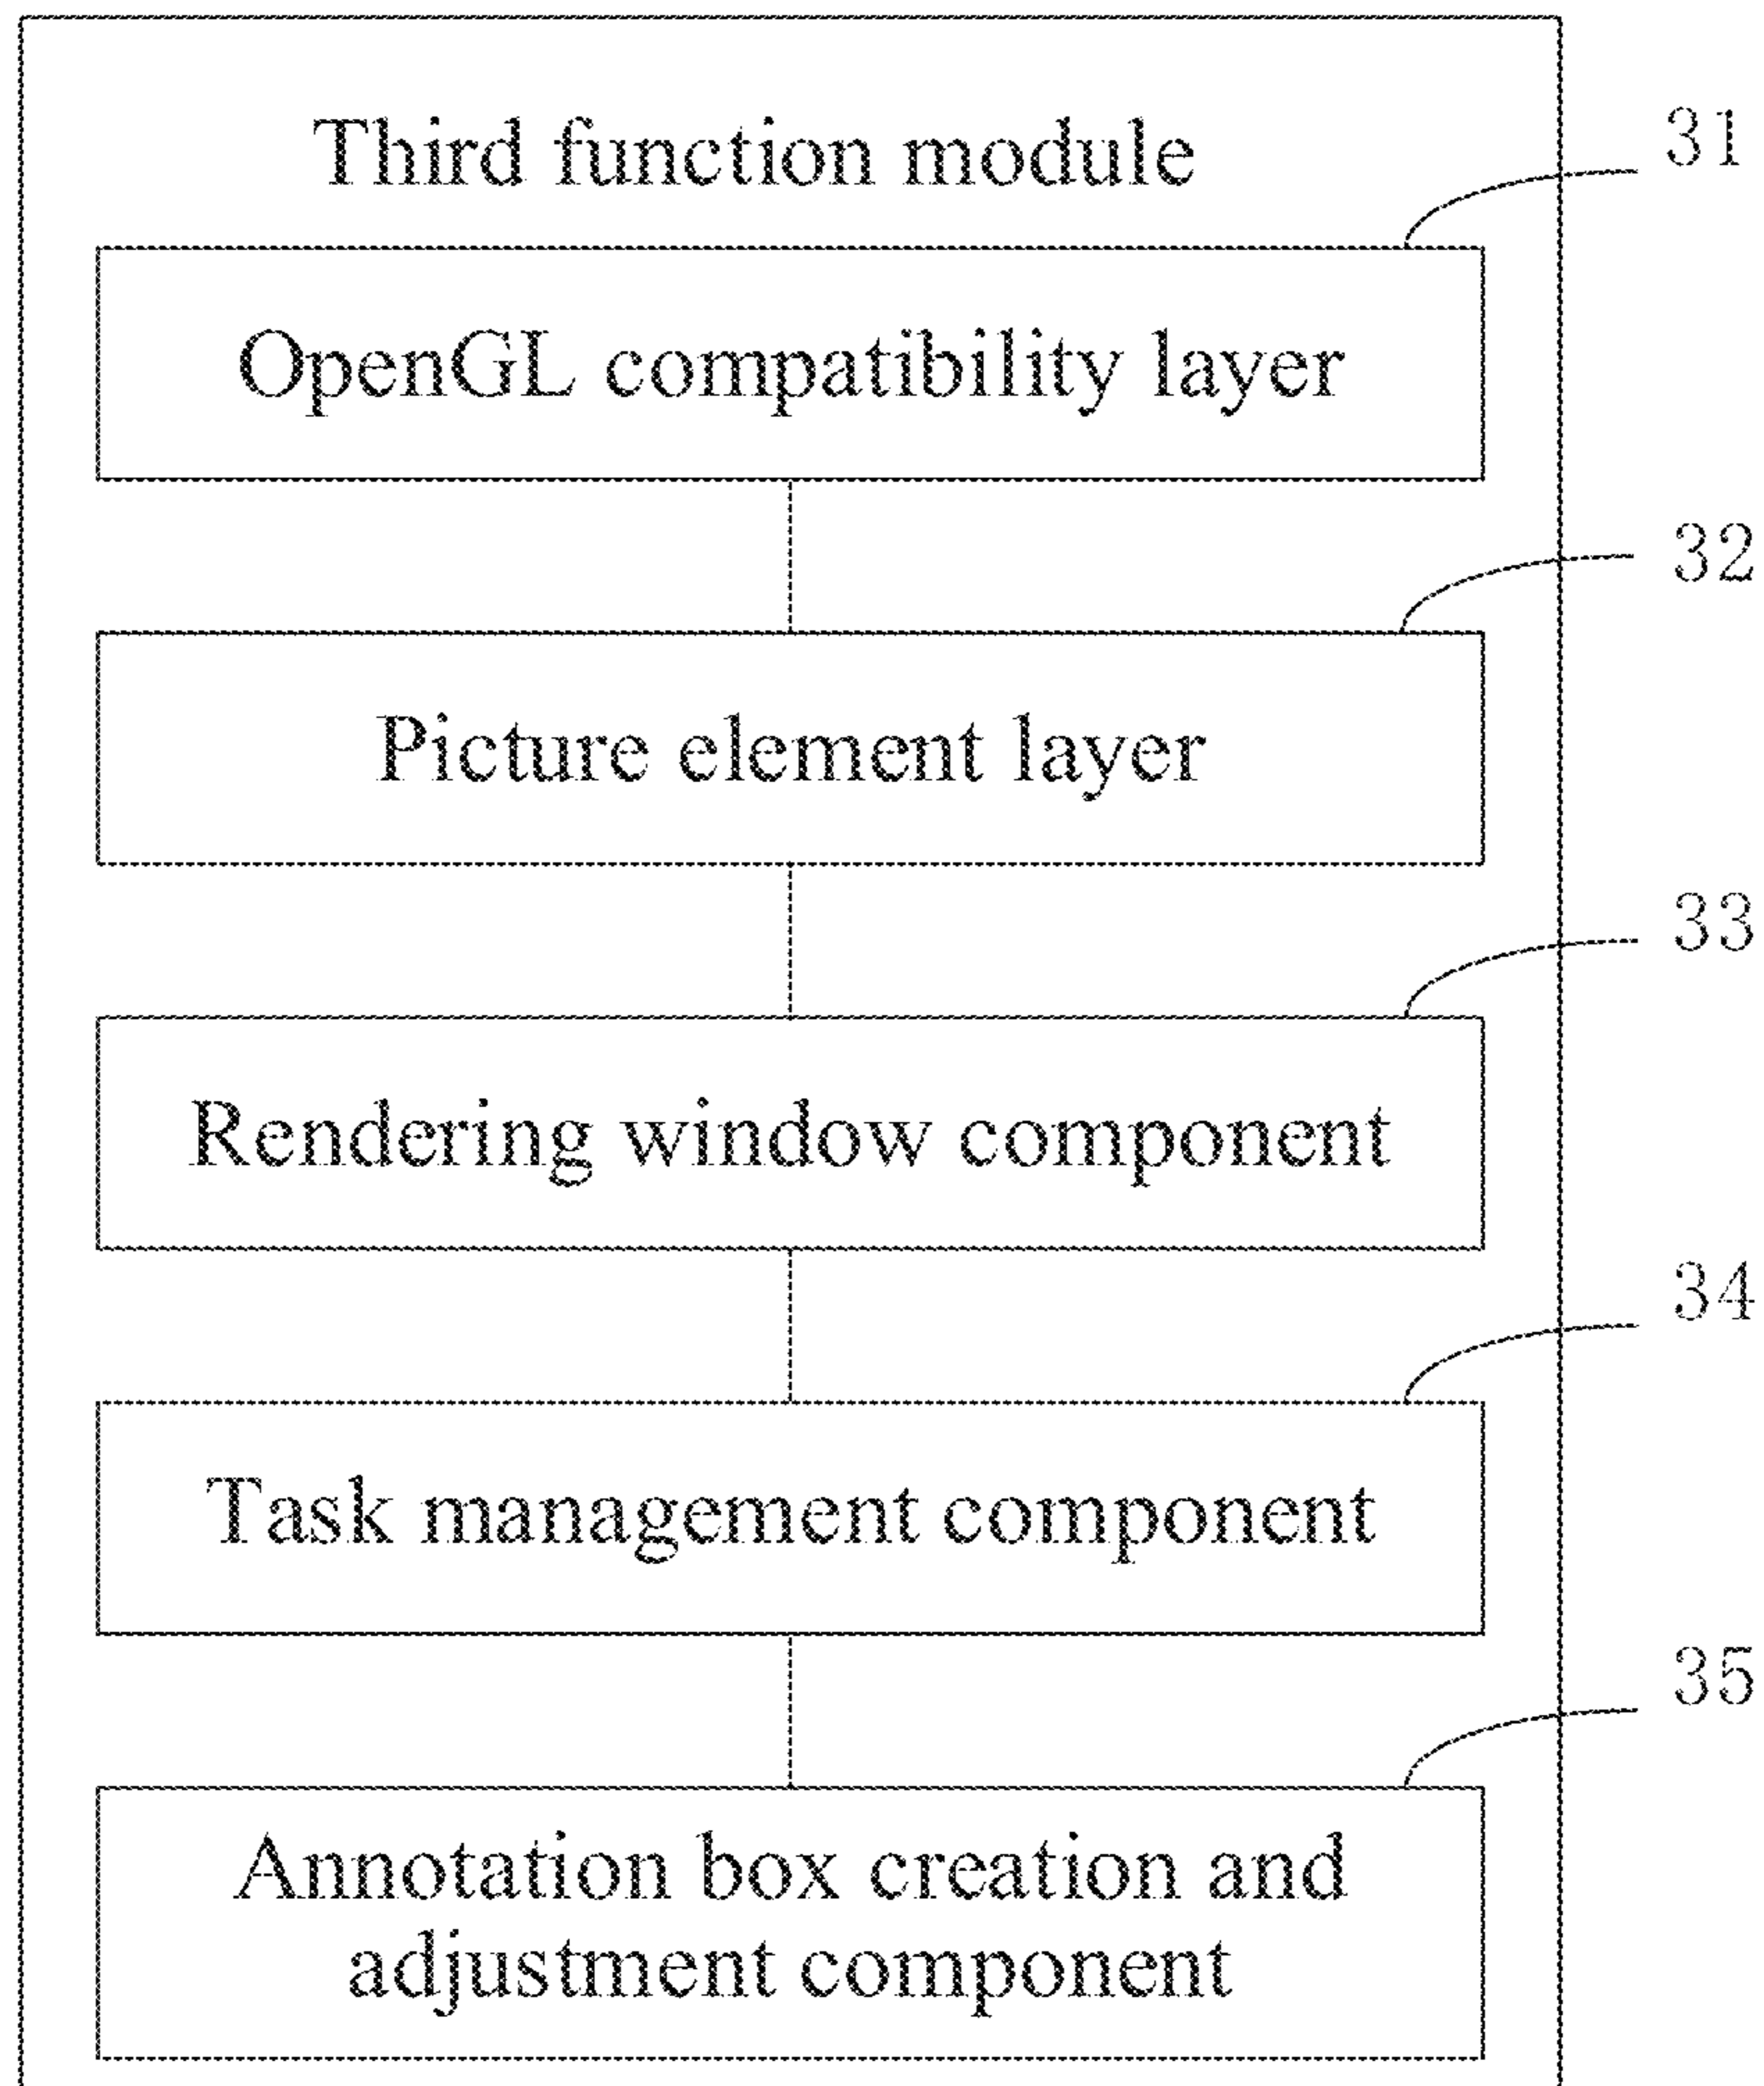 Third function module
31
OpenGL compatibility layer
32
Picture element layer
33
Rendering window component
34
Task management component
35
Annotation box creation and
adjustment component